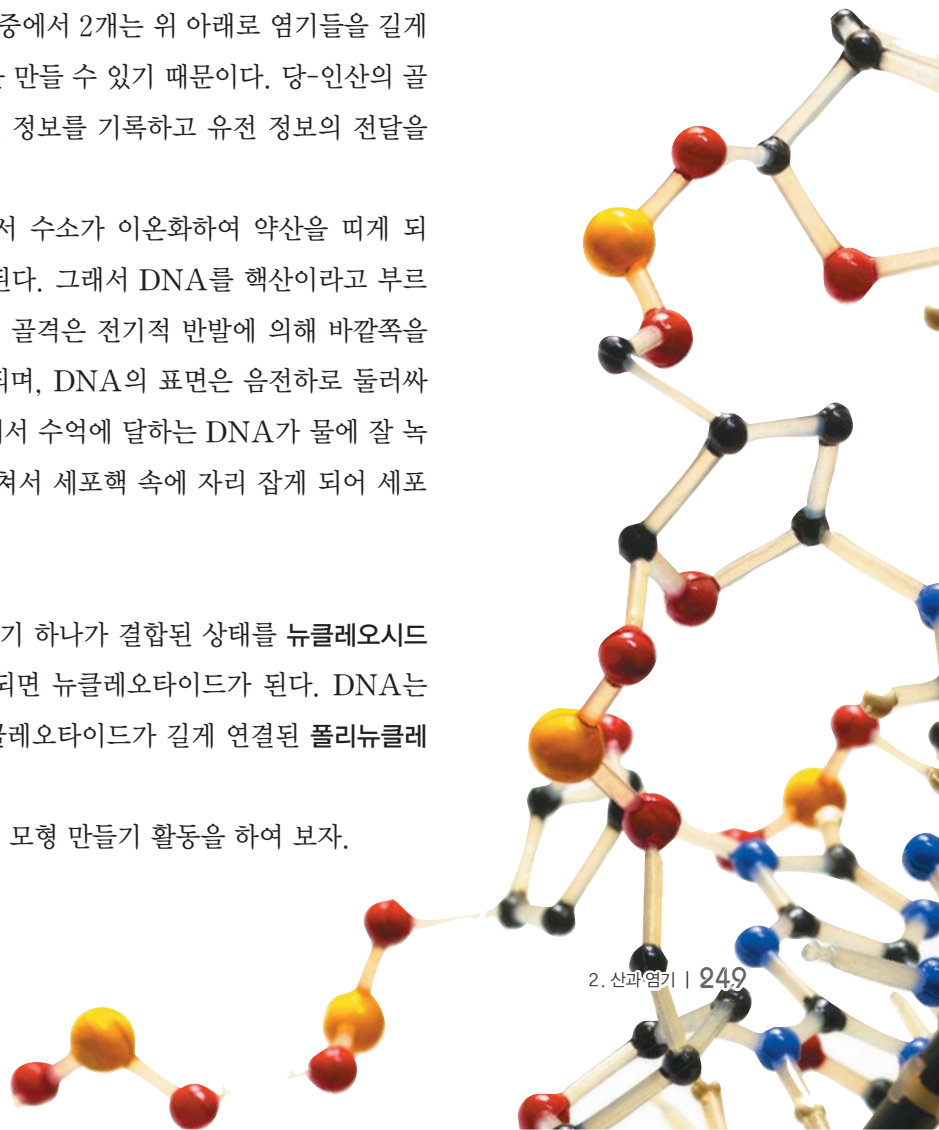 중에서 2개는 위 아래로 염기들을 길게
만들 수 있기 때문이다. 당-인산의 골
정보를 기록하고 유전 정보의 전달을
서 수소가 이온화하여 약산을 띠게 되
된다. 그래서 DNA를 핵산이라고 부르
골격은 전기적 반발에 의해 바깥쪽을
되며, DNA의 표면은 음전하로 둘러싸
서 수억에 달하는 DNA가 물에 잘 녹
쳐서 세포핵 속에 자리 잡게 되어 세포
기 하나가 결합된 상태를 뉴클레오시드
되면 뉴클레오타이드가 된다. DNA는
클레오타이드가 길게 연결된 폴리뉴클레
모형 만들기 활동을 하여 보자.
2. 산과 염기 | 249